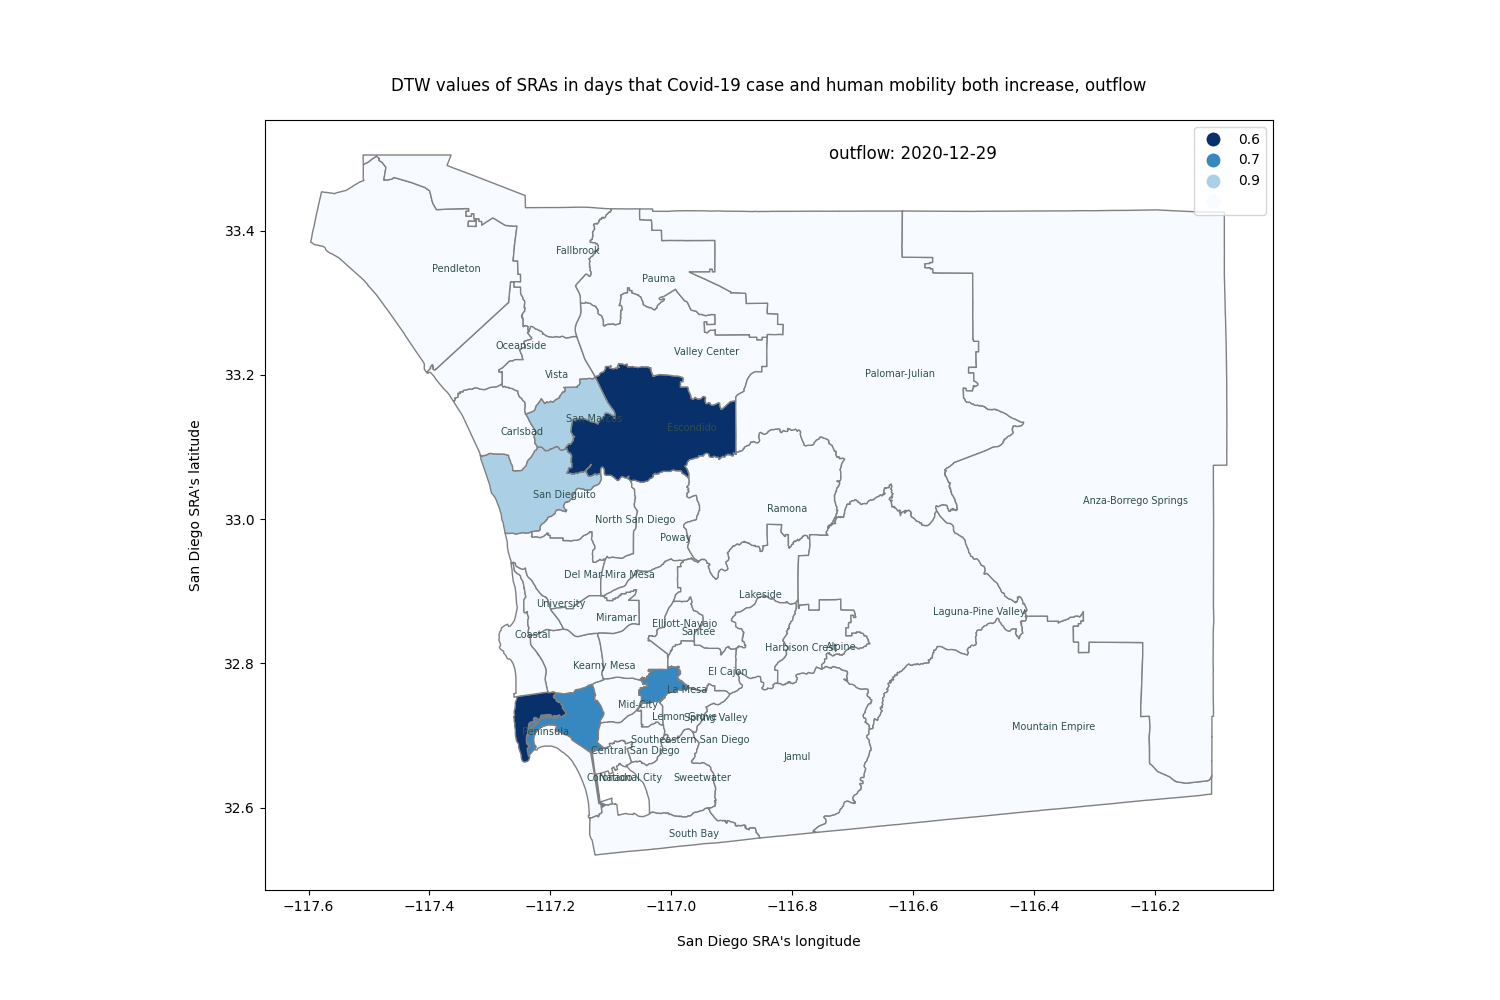 DTW values of SRAs in days that Covid-19 case and human mobility both increase, outflow
outflow: 2020-12-29
0.6
0.7
0.9
33.4
33.2
33.0
32.8
32.6
San Diego SRA's latitude
Fallbrook
Pendleton
Pauma
Oceanside
Valley Center
Vista
Palomar-Julian
San Marcos
Carlsbad
Escondido
San Dieguito
Anza-Borrego Springs
Ramona
North San Diego
Poway
Del Mar-Mira Mesa
Lakeside
University
Laguna-Pine Valley
Miramar
Elliott-Navajo
Santee
Coastal
Harbison Crest
Alpine
Kearny Mesa
El Cajon
La Mesa
Mid-City
Lemon Grove
Spring Valley
Mountain Empire
Peninsula
Southeastern San Diego
Central San Diego
Jamul
Coronado
National City
Sweetwater
South Bay
−117.6
−117.4
−117.2
−117.0
−116.8
−116.6
−116.4
−116.2
San Diego SRA's longitude